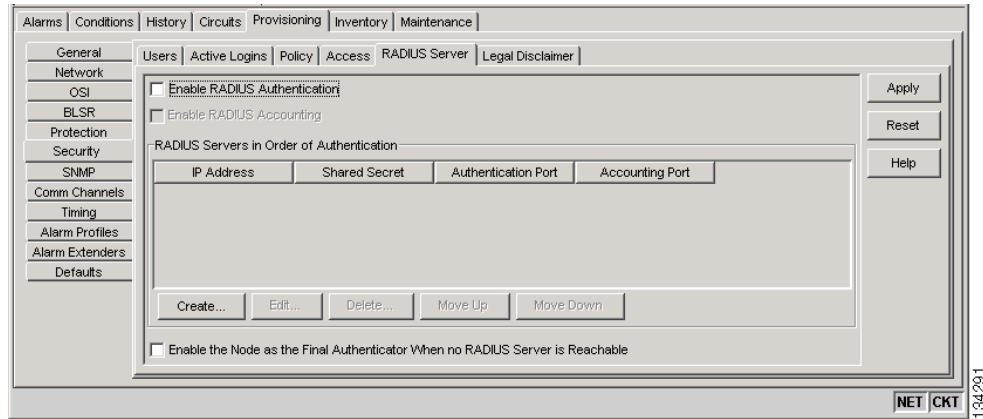 Alarms Conditions History Circuits Provisioning Inventory Maintenance
General
Network
OSI
BLSR
Protection
Security
SNMP
Comm Channels
Timing
Alarm Profiles
Alarm Extenders
Defaults
Users Active Logins Policy Access RADIUS Server Legal Disclaimer
Enable RADIUS Authentication
Enable RADIUS Accounting
RADIUS Servers in Order of Authentication
IP Address Shared Secret Authentication Port Accounting Port
Create... Edit... Delete... Move Up Move Down
Enable the Node as the Final Authenticator When no RADIUS Server is Reachable
Apply
Reset
Help
NET CKT
134291